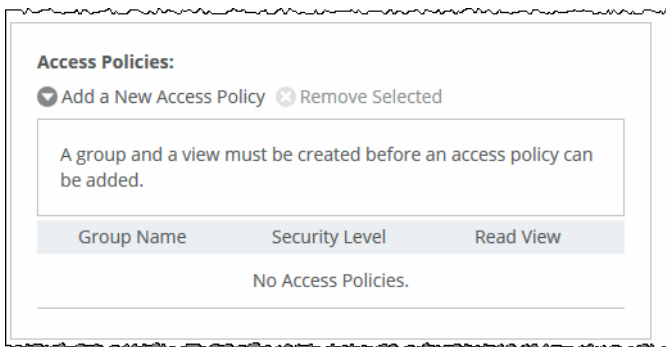 Access Policies:
Add a New Access Policy Remove Selected
A group and a view must be created before an access policy can
be added.
Group Name Security Level Read View
No Access Policies.